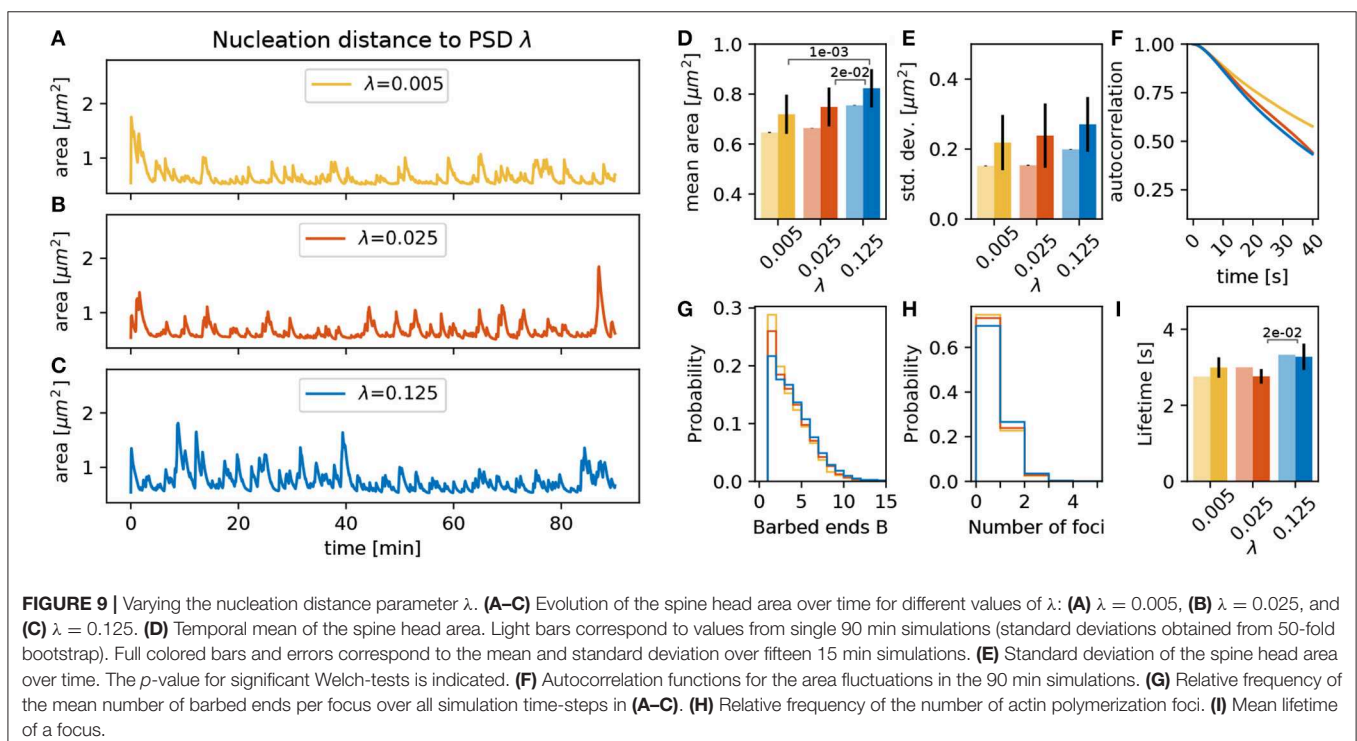 A
Nucleation distance to PSD λ
area [μm²]
2
1
λ=0.005
B
area [μm²]
2
1
λ=0.025
C
area [μm²]
2
1
λ=0.125
0 20 40 60 80
time [min]
D
mean area [μm²]
1.0
0.8
0.6
0.4
1e-03
2e-02
0.005 0.025 0.125
λ
E
std. dev. [μm²]
0.4
0.2
0.0
0.005 0.025 0.125
λ
F
autocorrelation
1.00
0.75
0.50
0.25
0 10 20 30 40
time [s]
G
Probability
0.3
0.2
0.1
0.0
0 5 10 15
Barbed ends B
H
Probability
0.6
0.4
0.2
0.0
0 2 4
Number of foci
I
Lifetime [s]
4
2
0
2e-02
0.005 0.025 0.125
λ
FIGURE 9 | Varying the nucleation distance parameter λ. (A–C) Evolution of the spine head area over time for different values of λ: (A) λ = 0.005, (B) λ = 0.025, and
(C) λ = 0.125. (D) Temporal mean of the spine head area. Light bars correspond to values from single 90 min simulations (standard deviations obtained from 50-fold
bootstrap). Full colored bars and errors correspond to the mean and standard deviation over fifteen 15 min simulations. (E) Standard deviation of the spine head area
over time. The p-value for significant Welch-tests is indicated. (F) Autocorrelation functions for the area fluctuations in the 90 min simulations. (G) Relative frequency of
the mean number of barbed ends per focus over all simulation time-steps in (A–C). (H) Relative frequency of the number of actin polymerization foci. (I) Mean lifetime
of a focus.